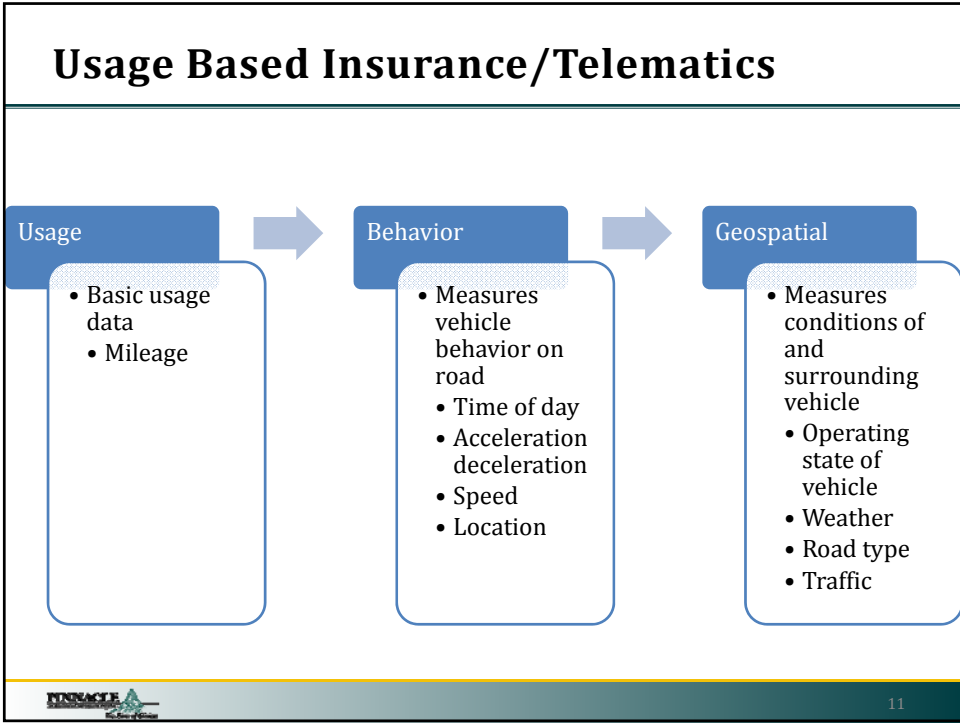 Usage Based Insurance/Telematics
Usage
• Basic usage
data
• Mileage
Behavior
• Measures
vehicle
behavior on
road
• Time of day
• Acceleration
deceleration
• Speed
• Location
Geospatial
• Measures
conditions of
and
surrounding
vehicle
• Operating
state of
vehicle
• Weather
• Road type
• Traffic
PINNACLE
11